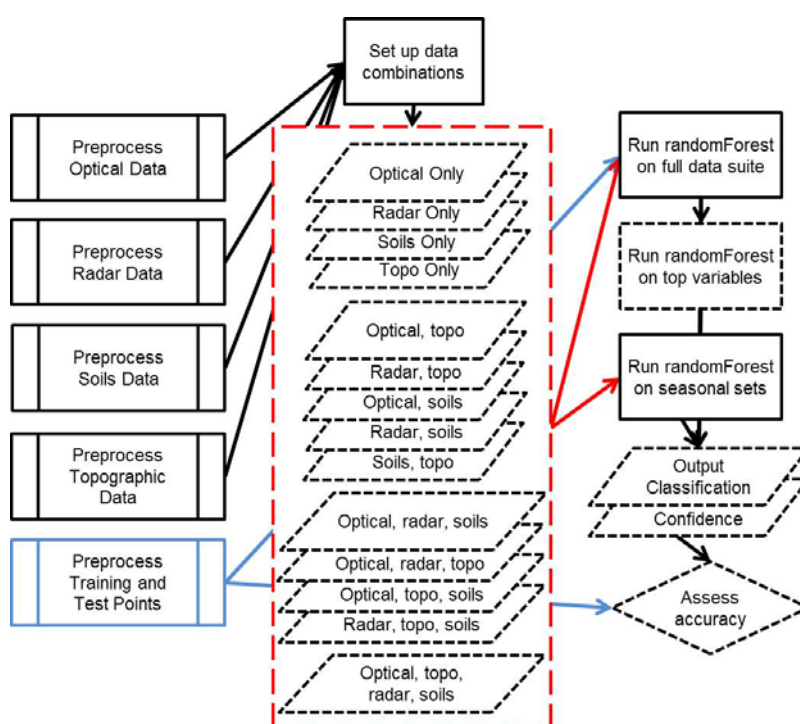 Set up data
combinations
Preprocess
Optical Data
Preprocess
Radar Data
Preprocess
Soils Data
Preprocess
Topographic
Data
Preprocess
Training and
Test Points
Optical Only
Radar Only
Soils Only
Topo Only
Optical, topo
Radar, topo
Optical, soils
Radar, soils
Soils, topo
Optical, radar, soils
Optical, radar, topo
Optical, topo, soils
Radar, topo, soils
Optical, topo,
radar, soils
Run randomForest
on full data suite
Run randomForest
on top variables
Run randomForest
on seasonal sets
Output
Classification
Confidence
Assess
accuracy